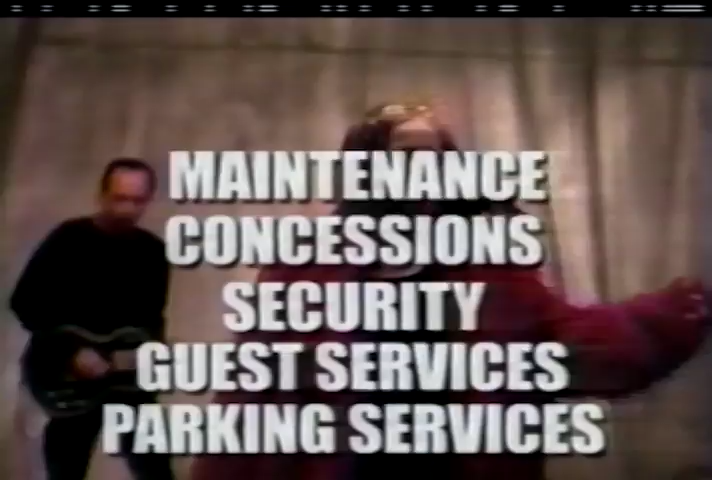 MAINTENANCE
CONCESSIONS
SECURITY
GUEST SERVICES
PARKING SERVICES